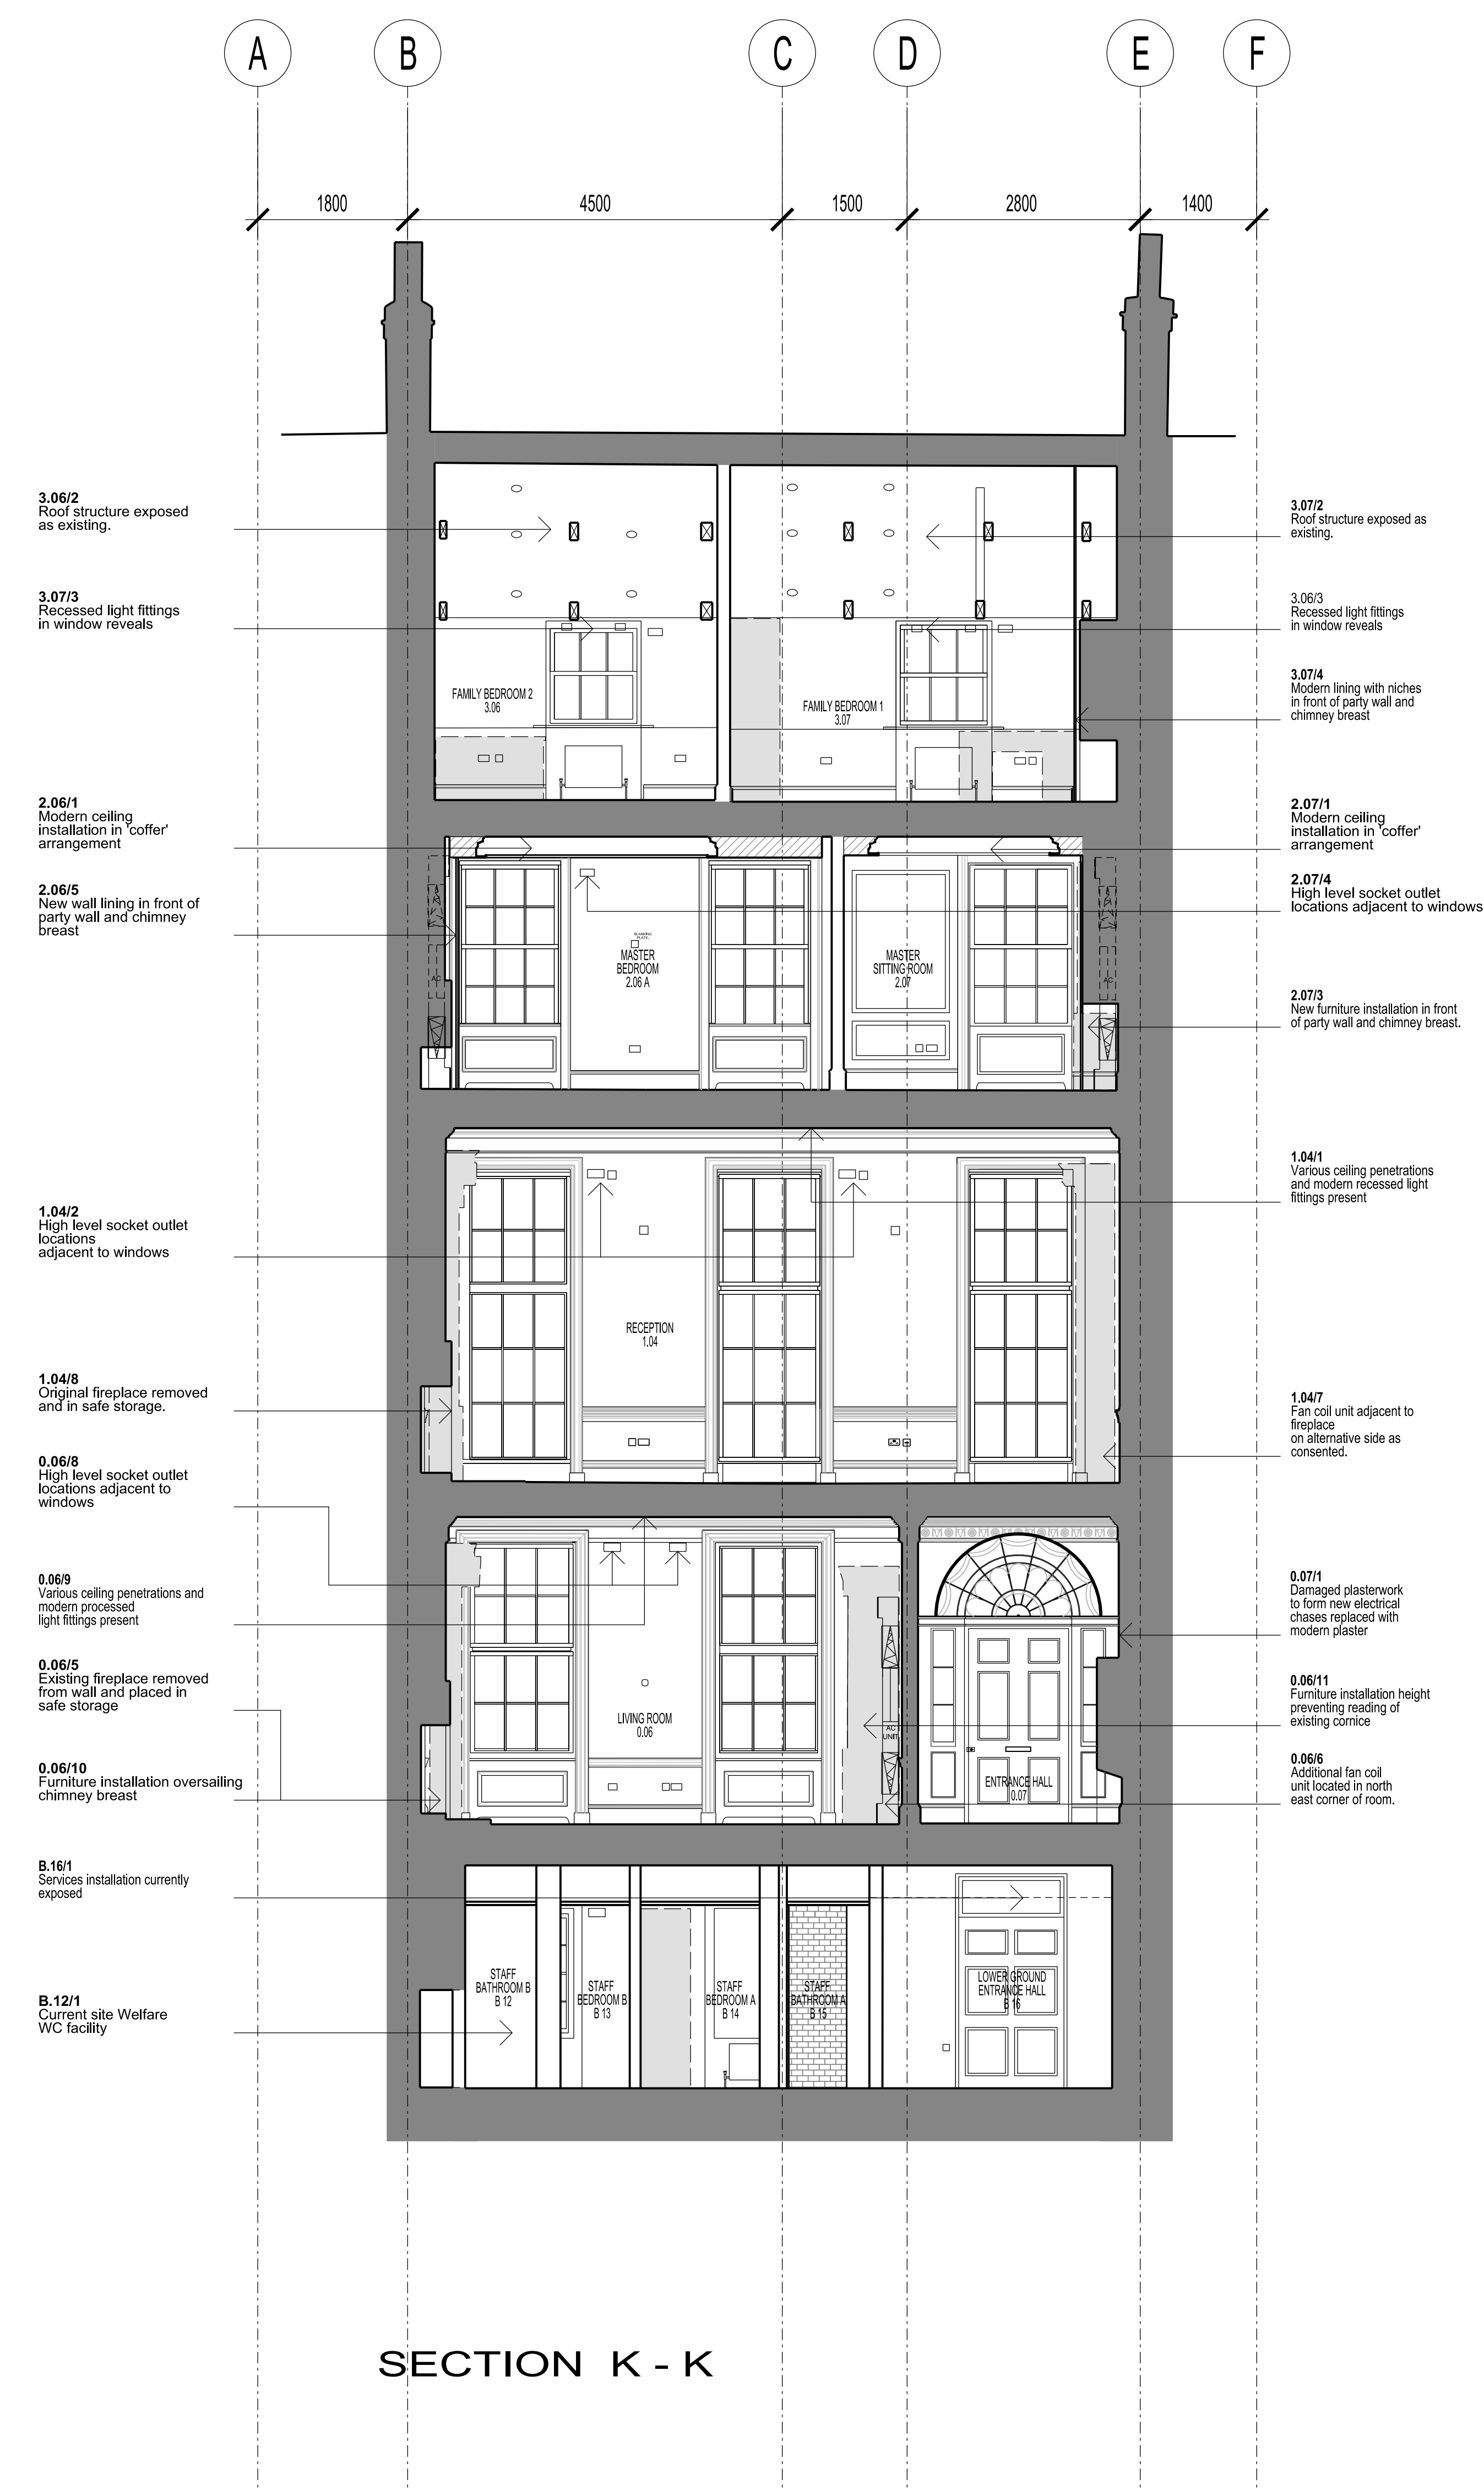 A B C D E F
1800 4500 1500 2800 1400
3.06/2
Roof structure exposed
as existing.
3.07/3
Recessed light fittings
in window reveals
2.06/1
Modern ceiling
installation in 'coffer'
arrangement
2.06/5
New wall lining in front of
party wall and chimney
breast
1.04/2
High level socket outlet
locations
adjacent to windows
1.04/8
Original fireplace removed
and in safe storage.
0.06/8
High level socket outlet
locations adjacent to
windows
0.06/9
Various ceiling penetrations and
modern processed
light fittings present
0.06/5
Existing fireplace removed
from wall and placed in
safe storage
0.06/10
Furniture installation oversailing
chimney breast
B.16/1
Services installation currently
exposed
B.12/1
Current site Welfare
WC facility
FAMILY BEDROOM 2
3.06
FAMILY BEDROOM 1
3.07
BLANKING
PLATE
MASTER
BEDROOM
2.06 A
MASTER
SITTING ROOM
2.07
AC
AC
RECEPTION
1.04
LIVING ROOM
0.06
AC
UNIT
ENTRANCE HALL
0.07
STAFF
BATHROOM B
B 12
STAFF
BEDROOM B
B 13
STAFF
BEDROOM A
B 14
STAFF
BATHROOM A
B 15
LOWER GROUND
ENTRANCE HALL
B 16
3.07/2
Roof structure exposed as
existing.
3.06/3
Recessed light fittings
in window reveals
3.07/4
Modern lining with niches
in front of party wall and
chimney breast
2.07/1
Modern ceiling
installation in 'coffer'
arrangement
2.07/4
High level socket outlet
locations adjacent to windows
2.07/3
New furniture installation in front
of party wall and chimney breast.
1.04/1
Various ceiling penetrations
and modern recessed light
fittings present
1.04/7
Fan coil unit adjacent to
fireplace
on alternative side as
consented.
0.07/1
Damaged plasterwork
to form new electrical
chases replaced with
modern plaster
0.06/11
Furniture installation height
preventing reading of
existing cornice
0.06/6
Additional fan coil
unit located in north
east corner of room.
SECTION K - K